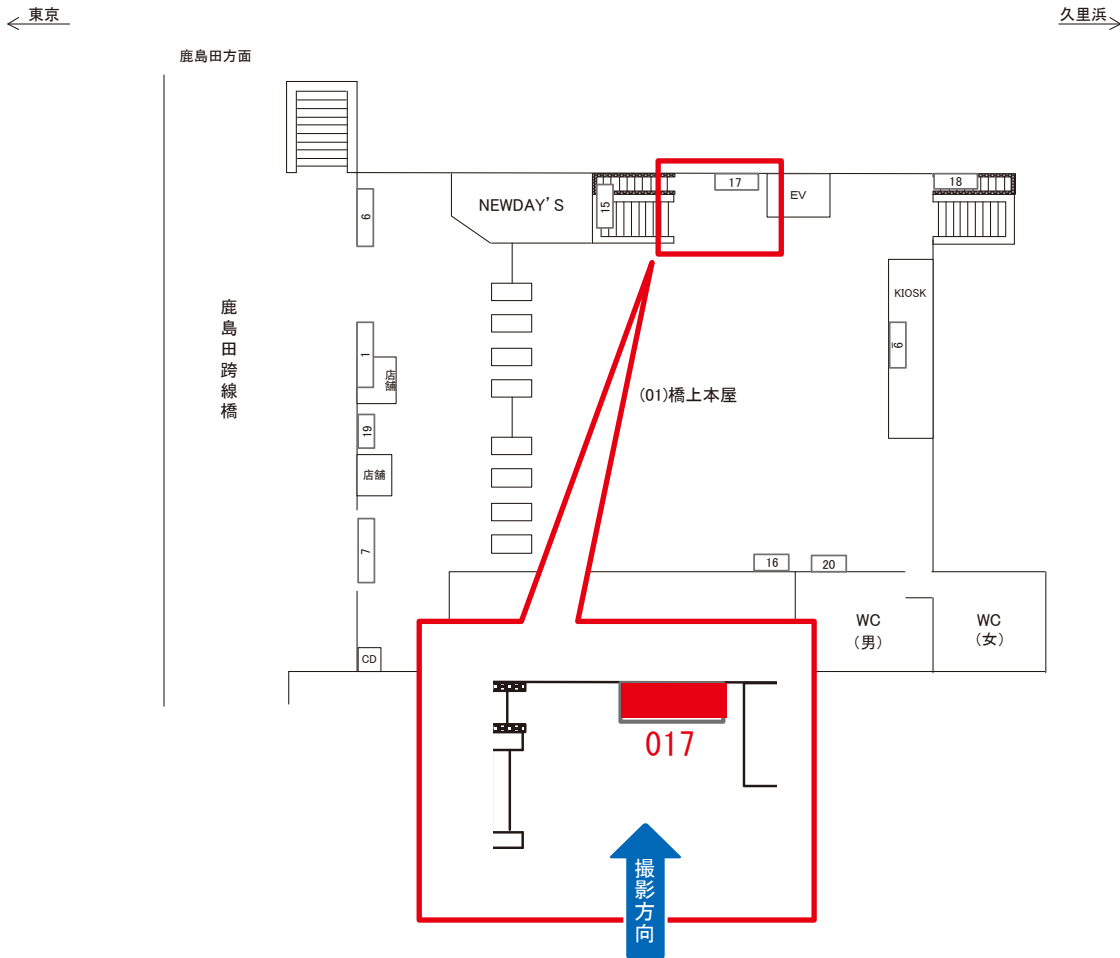 東京
久里浜
鹿島田方面
17
18
15
EV
NEWDAY'S
6
KIOSK
鹿島田跨線橋
1
店舗
(01)橋上本屋
19
店舗
7
16
20
WC
(男)
WC
(女)
CD
017
撮影方向